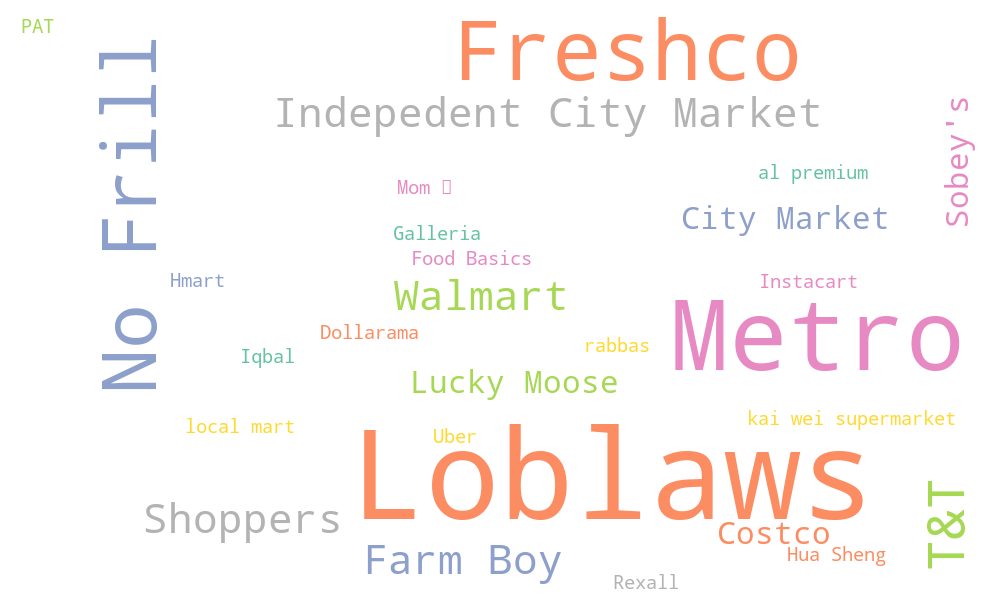 PAT
Freshco
No Frill
Indepedent City Market
Sobey's
al premium
Mom
City Market
Galleria
Food Basics
Hmart
Instacart
Walmart
Metro
Dollarama
rabbas
Iqbal
Lucky Moose
kai wei supermarket
local mart
Uber
Loblaws
Shoppers
T&T
Costco
Hua Sheng
Farm Boy
Rexall